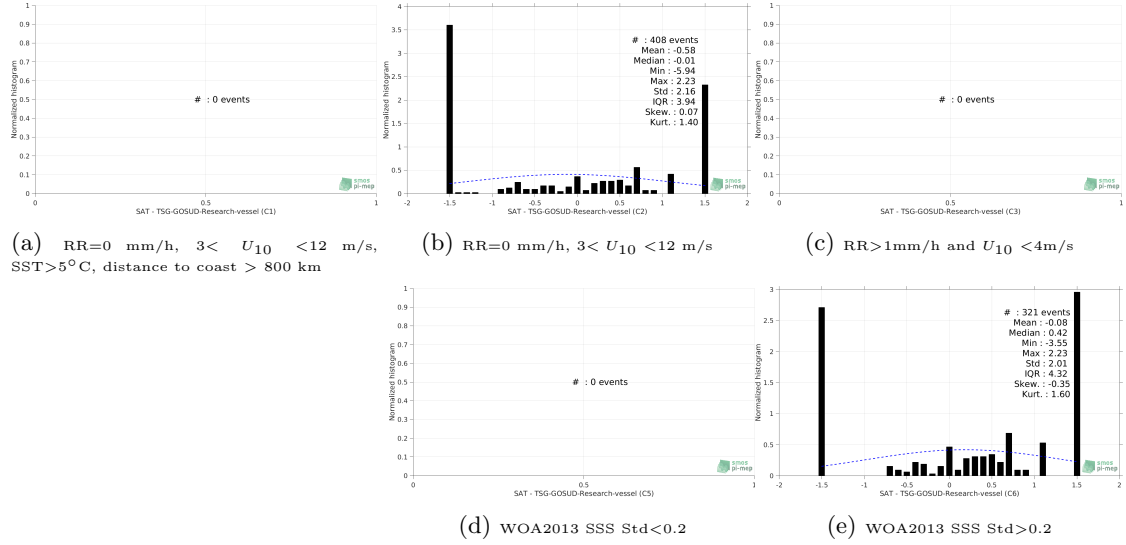 1
0.9
0.8
0.7
0.6
0.5
0.4
0.3
0.2
0.1
0
Normalized histogram
# : 0 events
smos
pi-mep
0 0.5 1
SAT - TSG-GOSUD-Research-vessel (C1)
(a) RR=0 mm/h, 3< U10 <12 m/s,
SST>5°C, distance to coast > 800 km
4
3.5
3
2.5
2
1.5
1
0.5
0
Normalized histogram
# : 408 events
Mean : -0.58
Median : -0.01
Min : -5.94
Max : 2.23
Std : 2.16
IQR : 3.94
Skew. : 0.07
Kurt. : 1.40
smos
pi-mep
-2 -1.5 -1 -0.5 0 0.5 1 1.5 2
SAT - TSG-GOSUD-Research-vessel (C2)
(b) RR=0 mm/h, 3< U10 <12 m/s
1
0.9
0.8
0.7
0.6
0.5
0.4
0.3
0.2
0.1
0
Normalized histogram
# : 0 events
smos
pi-mep
0 0.5 1
SAT - TSG-GOSUD-Research-vessel (C3)
(c) RR>1mm/h and U10 <4m/s
1
0.9
0.8
0.7
0.6
0.5
0.4
0.3
0.2
0.1
0
Normalized histogram
# : 0 events
smos
pi-mep
0 0.5 1
SAT - TSG-GOSUD-Research-vessel (C5)
(d) WOA2013 SSS Std<0.2
3
2.5
2
1.5
1
0.5
0
Normalized histogram
# : 321 events
Mean : -0.08
Median : 0.42
Min : -3.55
Max : 2.23
Std : 2.01
IQR : 4.32
Skew. : -0.35
Kurt. : 1.60
smos
pi-mep
-2 -1.5 -1 -0.5 0 0.5 1 1.5 2
SAT - TSG-GOSUD-Research-vessel (C6)
(e) WOA2013 SSS Std>0.2